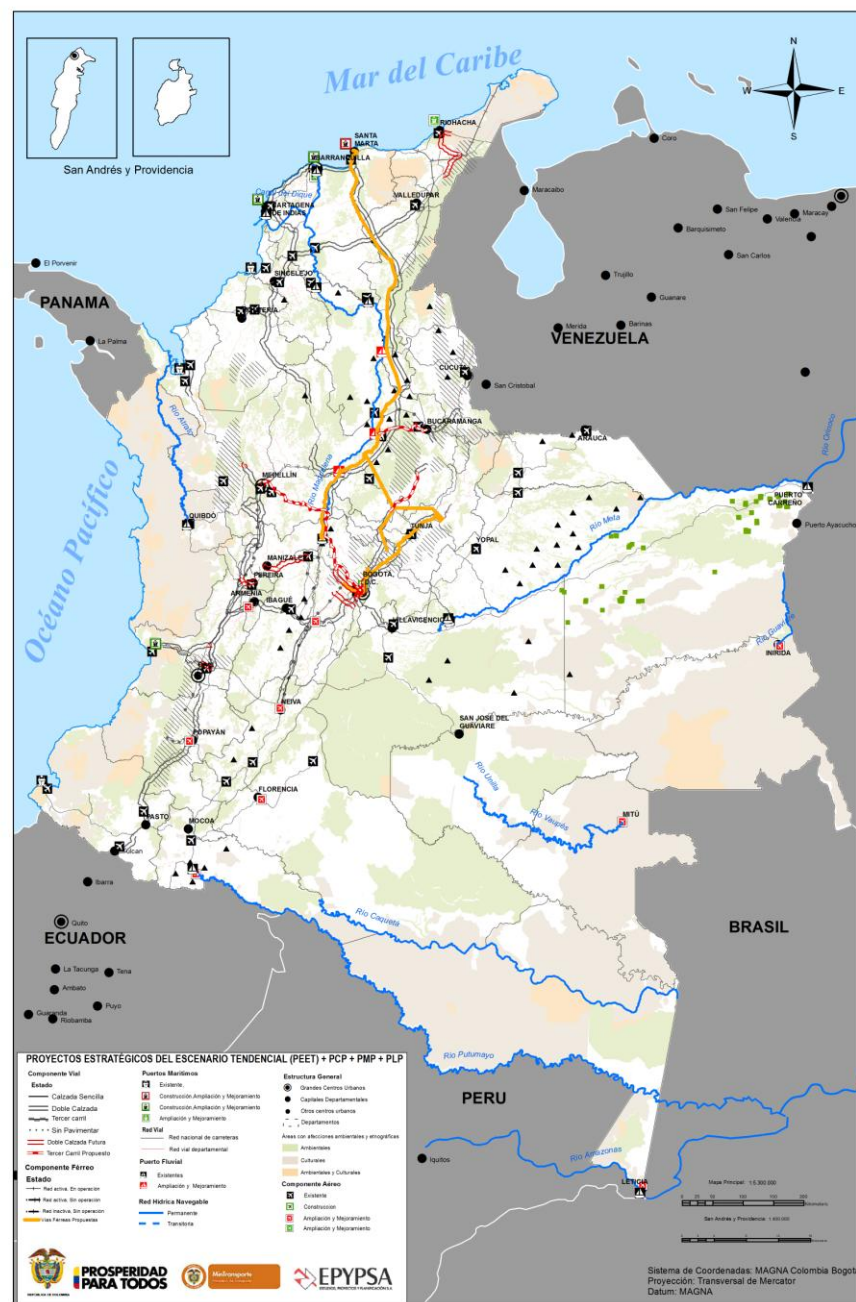 Mar del Caribe
N
W
E
S
San Andrés y Providencia
SANTA
MARTA
RIOHACHA
Coro
Maracaibo
VALLEDUPAR
San Felipe
Maracay
Valencia
Barquisimeto
San Carlos
El Porvenir
SINCELEJO
Trujillo
Guanare
PANAMA
La Palma
Merida
Barinas
VENEZUELA
CUCUTA
San Cristobal
Río Atrato
BUCARAMANGA
ARAUCA
Río Orinoco
Océano Pacífico
MEDELLÍN
Río Magdalena
QUIBDÓ
PUERTO
CARREÑO
Puerto Ayacucho
Río Meta
TUNJA
YOPAL
MANIZALES
PEREIRA
BOGOTÁ,
D.C.
ARMENIA
IBAGUÉ
VILLAVICENCIO
Río Guaviare
INIRIDA
NEIVA
SAN JOSÉ DEL
GUAVIARE
POPAYÁN
Río Unilla
FLORENCIA
Río Vaupés
MITÚ
PASTO
MOCOA
Ibarra
Quito
ECUADOR
Río Caqueta
BRASIL
La Tacunga
Tena
Ambato
Puyo
Guaranda
Riobamba
Río Putumayo
PERU
Iquitos
Río Amazonas
LETICIA
PROYECTOS ESTRATÉGICOS DEL ESCENARIO TENDENCIAL (PEET) + PCP + PMP + PLP
Componente Vial
Estado
Calzada Sencilla
Doble Calzada
Tercer carril
Sin Pavimentar
Doble Calzada Futura
Tercer Carril Propuesto
Componente Férreo
Estado
Red activa, En operación
Red activa, Sin operación
Red inactiva, Sin operación
Vías Férreas Propuestas
Puertos Marítimos
Existente,
Construcción,Ampliación y Mejoramiento
Construcción,Ampliación y Mejoramiento
Ampliación y Mejoramiento
Red Vial
Red nacional de carreteras
Red vial departamental
Puerto Fluvial
Existentes
Ampliación y Mejoramiento
Red Hídrica Navegable
Permanente
Transitoria
Estructura General
Grandes Centros Urbanos
Capitales Departamentales
Otros centros urbanos
Departamentos
Áreas con afecciones ambientales y etnográficas
Ambientales
Culturales
Ambientales y Culturales
Componente Aéreo
Existente
Construccion
Ampliación y Mejoramiento
Ampliación y Mejoramiento
Mapa Principal 1:5.300.000
San Andrés y Providencia
PROSPERIDAD
PARA TODOS
MinTransporte
EPYPSA
Sistema de Coordenadas: MAGNA Colombia Bogota
Proyección: Transversal de Mercator
Datum: MAGNA